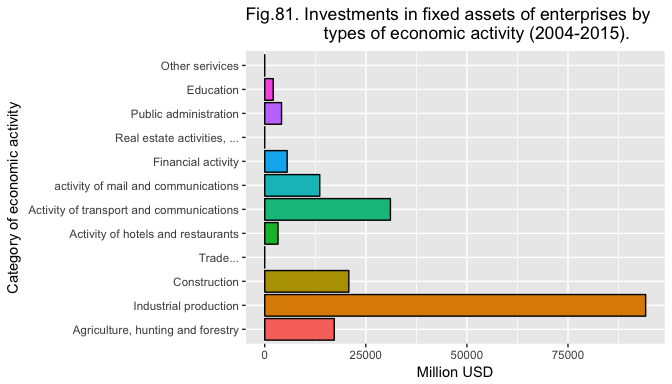 Fig.81. Investments in fixed assets of enterprises by
types of economic activity (2004-2015).
Category of economic activity
Other serivices
Education
Public administration
Real estate activities, ...
Financial activity
activity of mail and communications
Activity of transport and communications
Activity of hotels and restaurants
Trade...
Construction
Industrial production
Agriculture, hunting and forestry
0 25000 50000 75000
Million USD